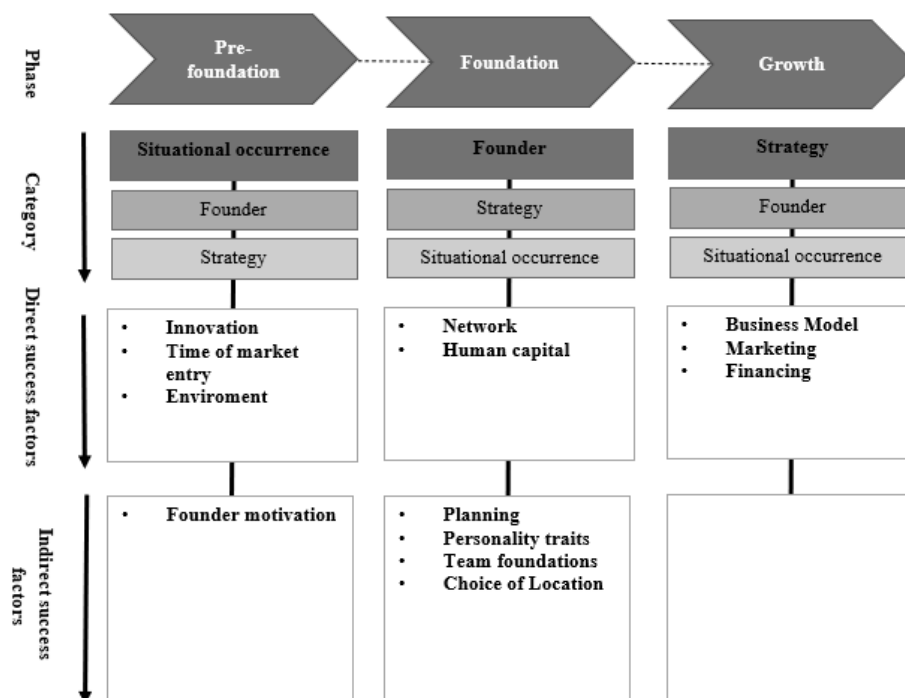 Phase
Pre-
foundation
Foundation
Growth
Category
Situational occurrence
Founder
Strategy
Founder
Strategy
Situational occurrence
Strategy
Founder
Situational occurrence
Direct success factors
• Innovation
• Time of market
entry
• Enviroment
• Network
• Human capital
• Business Model
• Marketing
• Financing
Indirect success
factors
• Founder motivation
• Planning
• Personality traits
• Team foundations
• Choice of Location